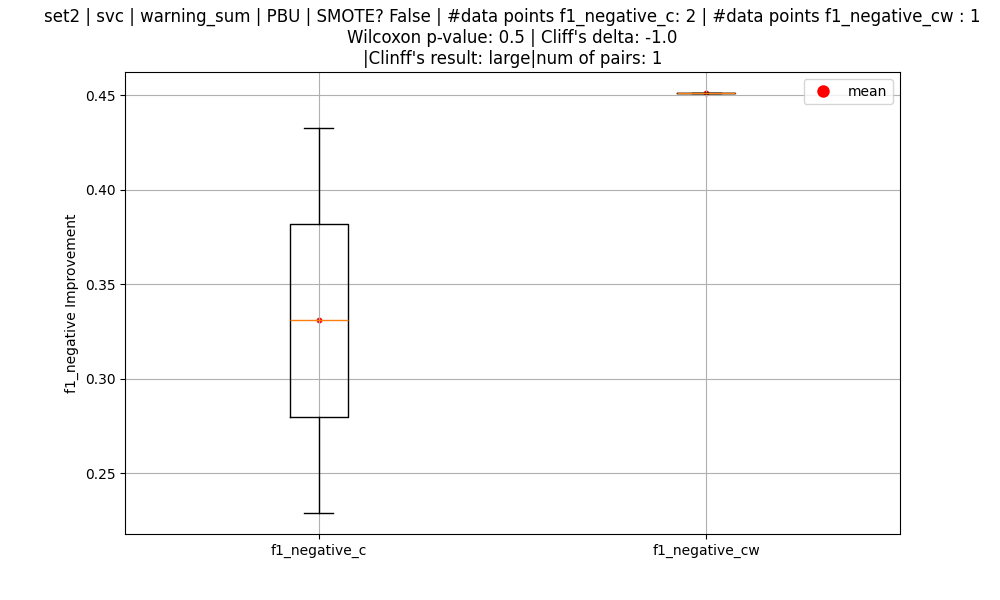 set2 | svc | warning_sum | PBU | SMOTE? False | #data points f1_negative_c: 2 | #data points f1_negative_cw : 1
Wilcoxon p-value: 0.5 | Cliff's delta: -1.0
|Clinff's result: large|num of pairs: 1
mean
f1_negative Improvement
0.45
0.40
0.35
0.30
0.25
f1_negative_c
f1_negative_cw